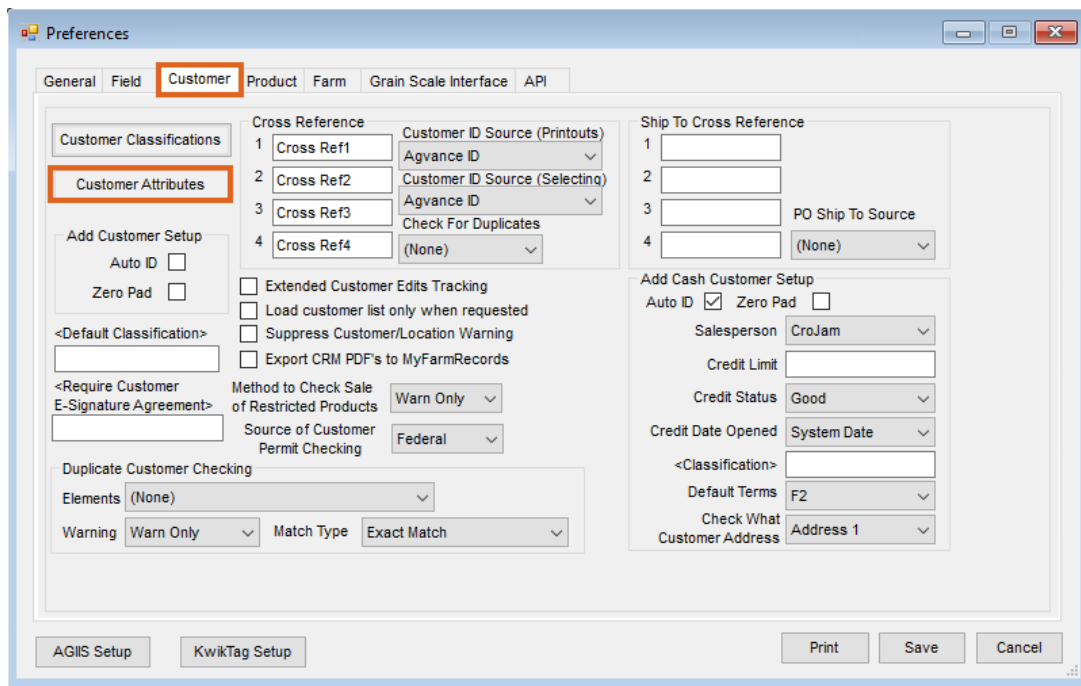 Preferences
General Field Customer Product Farm Grain Scale Interface API
Customer Classifications
Customer Attributes
Add Customer Setup
Auto ID
Zero Pad
<Default Classification>
<Require Customer
E-Signature Agreement>
Cross Reference
1 Cross Ref1
2 Cross Ref2
3 Cross Ref3
4 Cross Ref4
Customer ID Source (Printouts)
Agvance ID
Customer ID Source (Selecting)
Agvance ID
Check For Duplicates
(None)
Extended Customer Edits Tracking
Load customer list only when requested
Suppress Customer/Location Warning
Export CRM PDF's to MyFarmRecords
Method to Check Sale
of Restricted Products
Warn Only
Source of Customer
Permit Checking
Federal
Duplicate Customer Checking
Elements (None)
Warning Warn Only Match Type Exact Match
Ship To Cross Reference
1
2
3
4
PO Ship To Source
(None)
Add Cash Customer Setup
Auto ID Zero Pad
Salesperson CroJam
Credit Limit
Credit Status Good
Credit Date Opened System Date
<Classification>
Default Terms F2
Check What
Customer Address
Address 1
AGIIS Setup KwikTag Setup Print Save Cancel